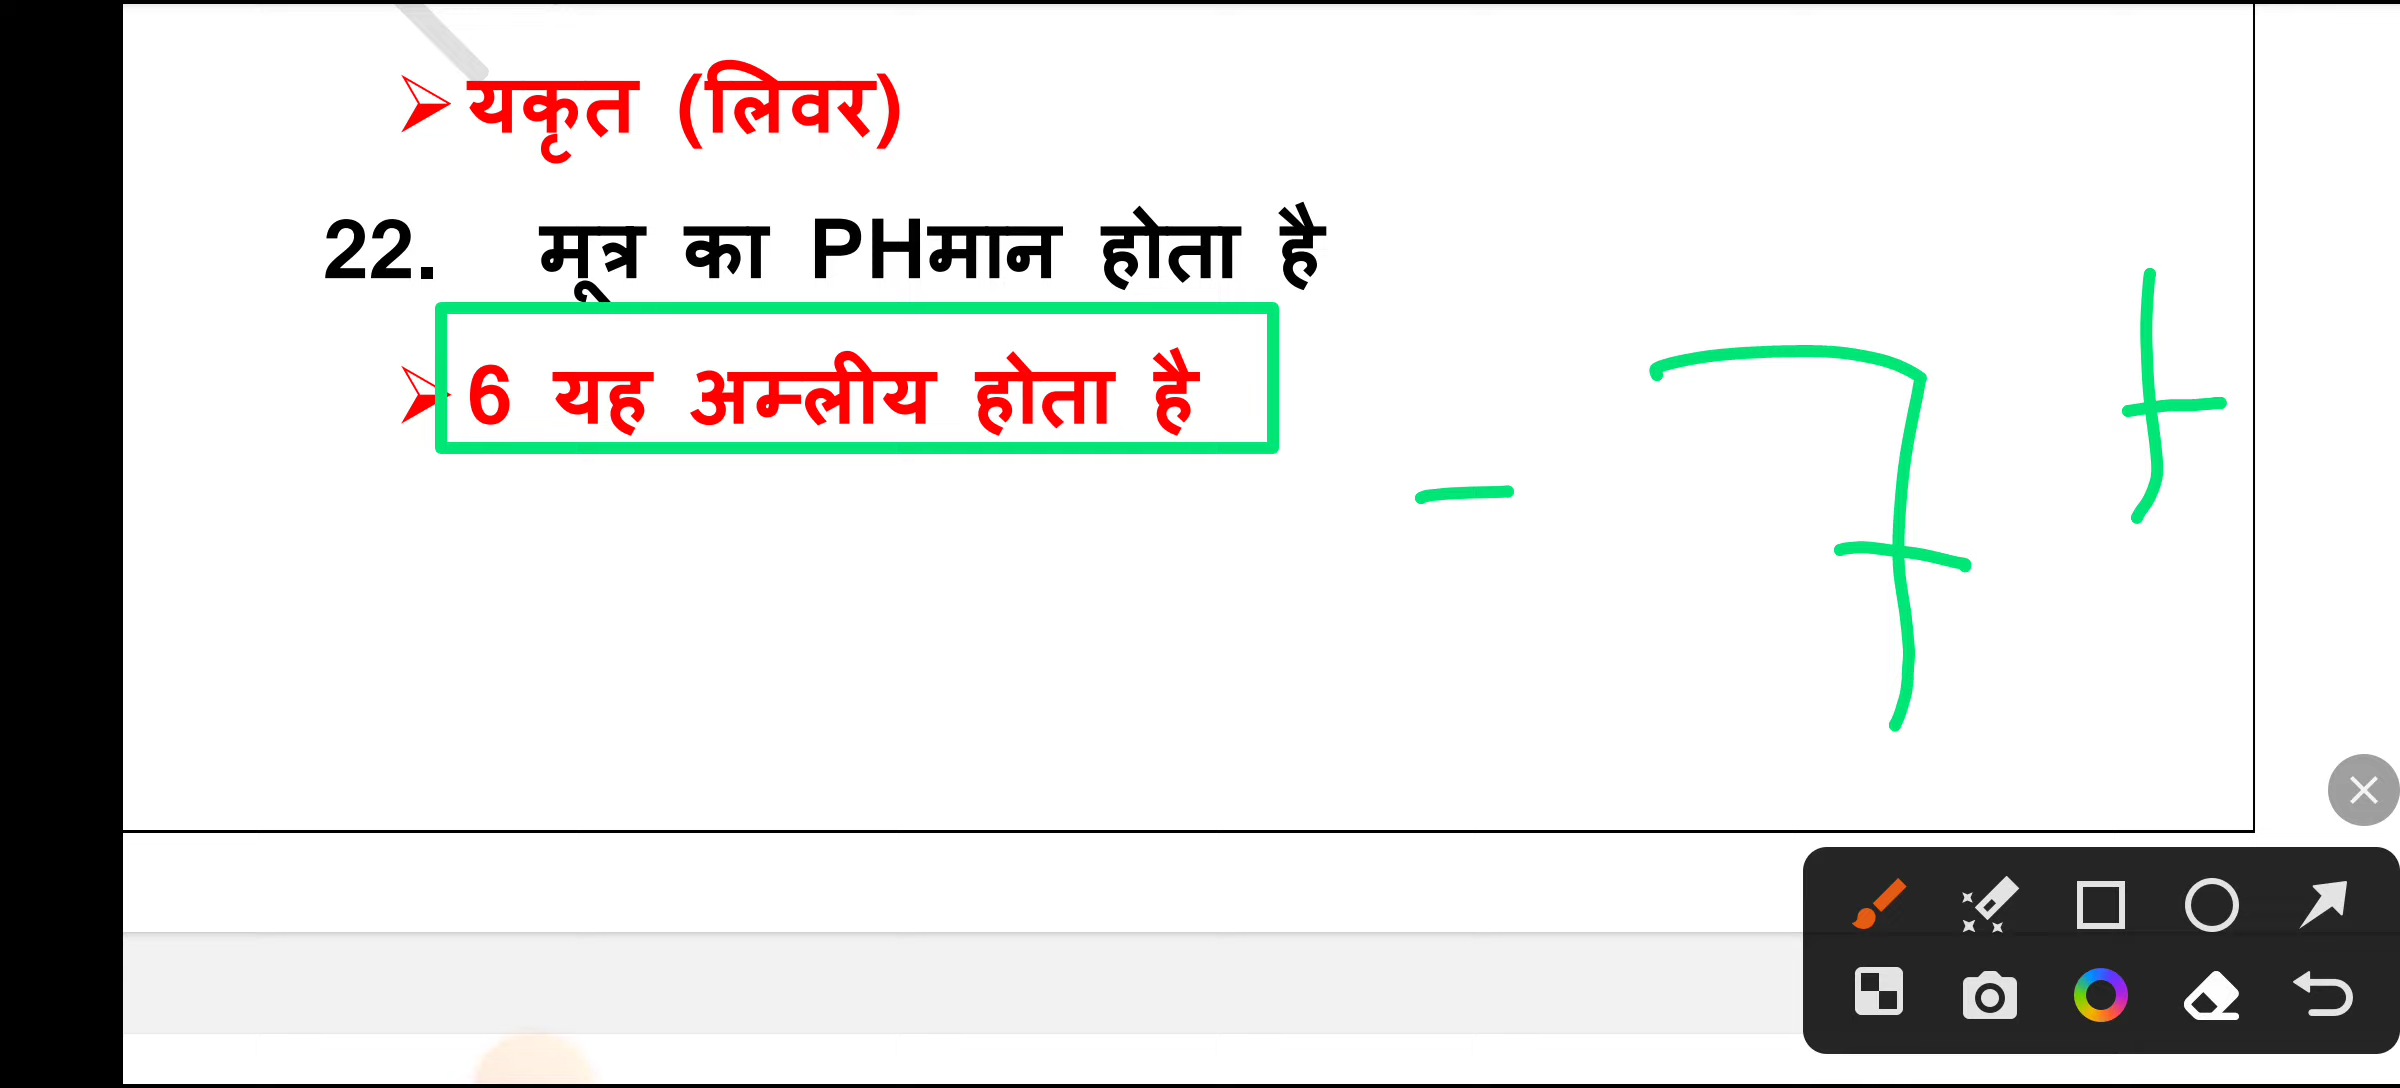 ➢ यकृत (लिवर)
22. मूत्र का PHमान होता है
➢ 6 यह अम्लीय होता है
- 7 +